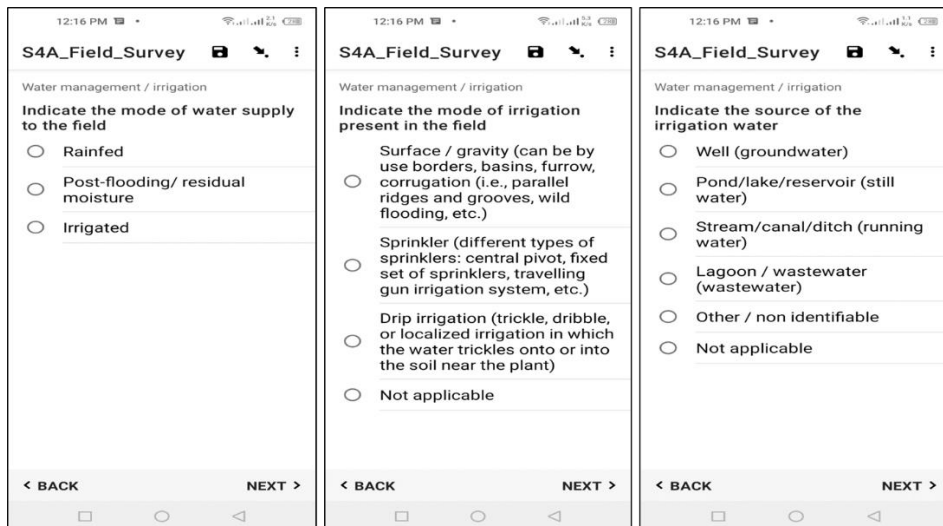 12:16 PM
S4A_Field_Survey
Water management / irrigation
Indicate the mode of water supply
to the field
Rainfed
Post-flooding/ residual
moisture
Irrigated
< BACK
NEXT >
12:16 PM
S4A_Field_Survey
Water management / irrigation
Indicate the mode of irrigation
present in the field
Surface / gravity (can be by
use borders, basins, furrow,
corrugation (i.e., parallel
ridges and grooves, wild
flooding, etc.)
Sprinkler (different types of
sprinklers: central pivot, fixed
set of sprinklers, travelling
gun irrigation system, etc.)
Drip irrigation (trickle, dribble,
or localized irrigation in which
the water trickles onto or into
the soil near the plant)
Not applicable
< BACK
NEXT >
12:16 PM
S4A_Field_Survey
Water management / irrigation
Indicate the source of the
irrigation water
Well (groundwater)
Pond/lake/reservoir (still
water)
Stream/canal/ditch (running
water)
Lagoon / wastewater
(wastewater)
Other / non identifiable
Not applicable
< BACK
NEXT >